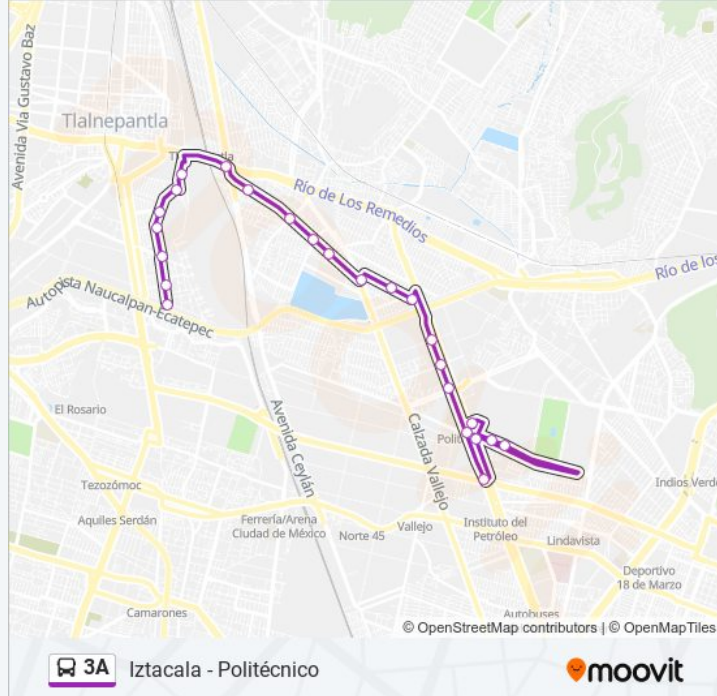 Avenida Via Gustavo Baz
Tlalnepantla
Río de Los Remedios
Río de los
Autopista Naucalpan-Ecatepec
El Rosario
Avenida Ceylán
Calzada Vallejo
Tezozómoc
Indios Verde
Aquiles Serdán
Ferrería/Arena
Ciudad de México
Norte 45
Vallejo
Instituto del
Petróleo
Lindavista
Deportivo
18 de Marzo
Camarones
Autobuses
© OpenStreetMap contributors | © OpenMapTiles
3A Iztacala - Politécnico
moovit